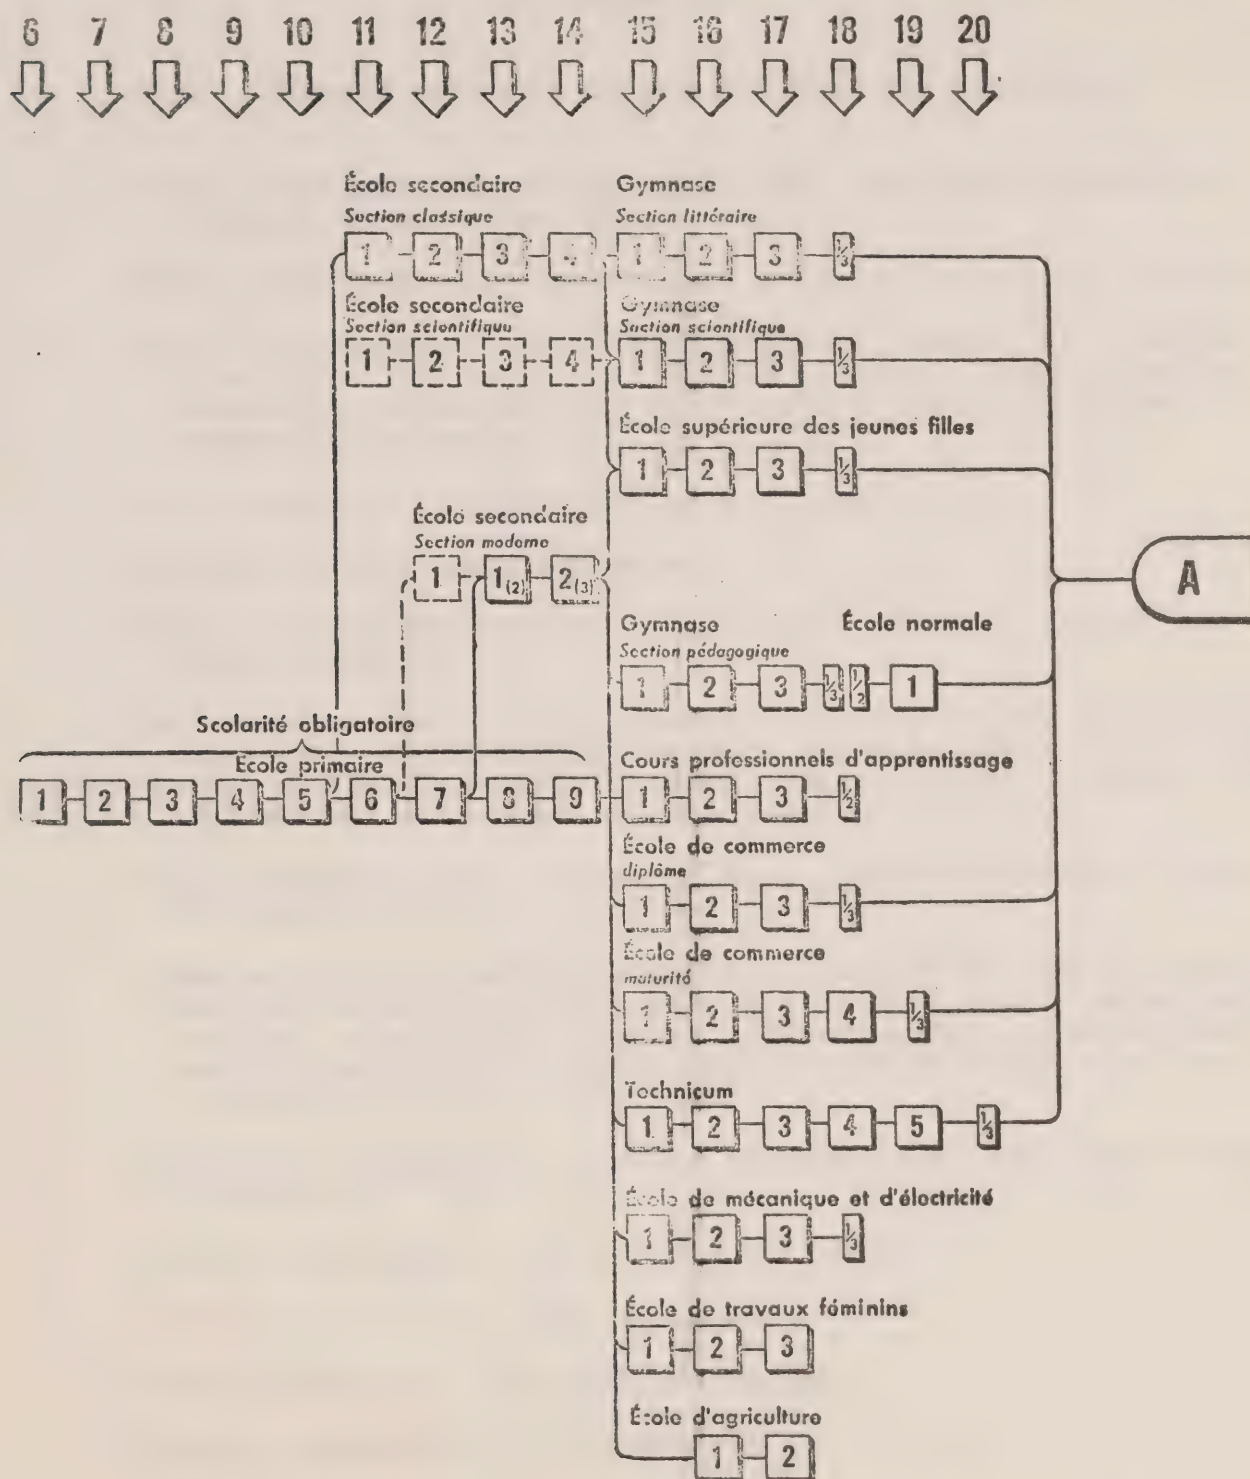 6 7 8 9 10 11 12 13 14 15 16 17 18 19 20
École secondaire
Section classique
1 2 3 4
Gymnase
Section littéraire
1 2 3 1/3
École secondaire
Section scientifique
1 2 3 4
Gymnase
Section scientifique
1 2 3 1/3
École supérieure des jeunes filles
1 2 3 1/3
École secondaire
Section moderne
1 1(2) 2(3)
A
Gymnase
Section pédagogique
1 2 3 1/3
École normale
1/2 1
Scolarité obligatoire
École primaire
1 2 3 4 5 6 7 8 9
Cours professionnels d'apprentissage
1 2 3 1/2
École de commerce
diplôme
1 2 3 1/3
École de commerce
maturité
1 2 3 4 1/3
Technicum
1 2 3 4 5 1/3
École de mécanique et d'électricité
1 2 3 1/3
École de travaux féminins
1 2 3
École d'agriculture
1 2